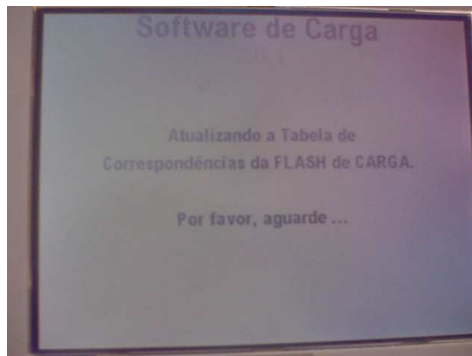 Software de Carga
Atualizando a Tabela de
Correspondências da FLASH de CARGA.
Por favor, aguarde ...